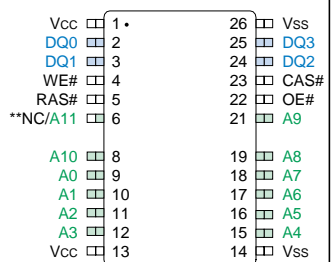 Vcc 1 • 26 Vss
DQ0 2 25 DQ3
DQ1 3 24 DQ2
WE# 4 23 CAS#
RAS# 5 22 OE#
**NC/A11 6 21 A9
A10 8 19 A8
A0 9 18 A7
A1 10 17 A6
A2 11 16 A5
A3 12 15 A4
Vcc 13 14 Vss